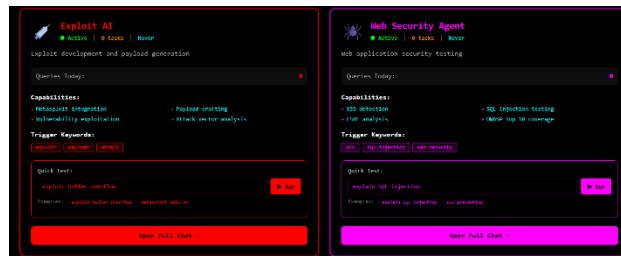 Exploit AI
Active | 0 tasks | Never
Exploit development and payload generation
Queries Today: 0
Capabilities:
Metasploit integration
Payload crafting
Vulnerability exploitation
Attack vector analysis
Trigger Keywords:
exploit payload attack
Quick Test:
exploit buffer overflow
▶ Run
Examples: exploit buffer overflow metasploit modules
Open Full Chat →
Web Security Agent
Active | 0 tasks | Never
Web application security testing
Queries Today: 0
Capabilities:
XSS detection
SQL injection testing
CSRF analysis
OWASP Top 10 coverage
Trigger Keywords:
xss sql injection web security
Quick Test:
explain SQL injection
▶ Run
Examples: explain sql injection xss prevention
Open Full Chat →